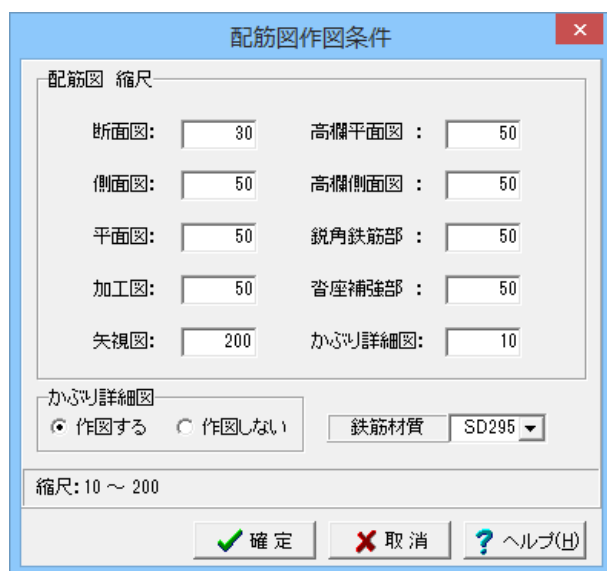 配筋図作図条件
配筋図 縮尺
断面図: 30 高欄平面図 : 50
側面図: 50 高欄側面図 : 50
平面図: 50 鋭角鉄筋部 : 50
加工図: 50 沓座補強部 : 50
矢視図: 200 かぶり詳細図: 10
かぶり詳細図
作図する 作図しない 鉄筋材質 SD295
縮尺:10 ～ 200
確 定 取 消 ヘルプ(H)